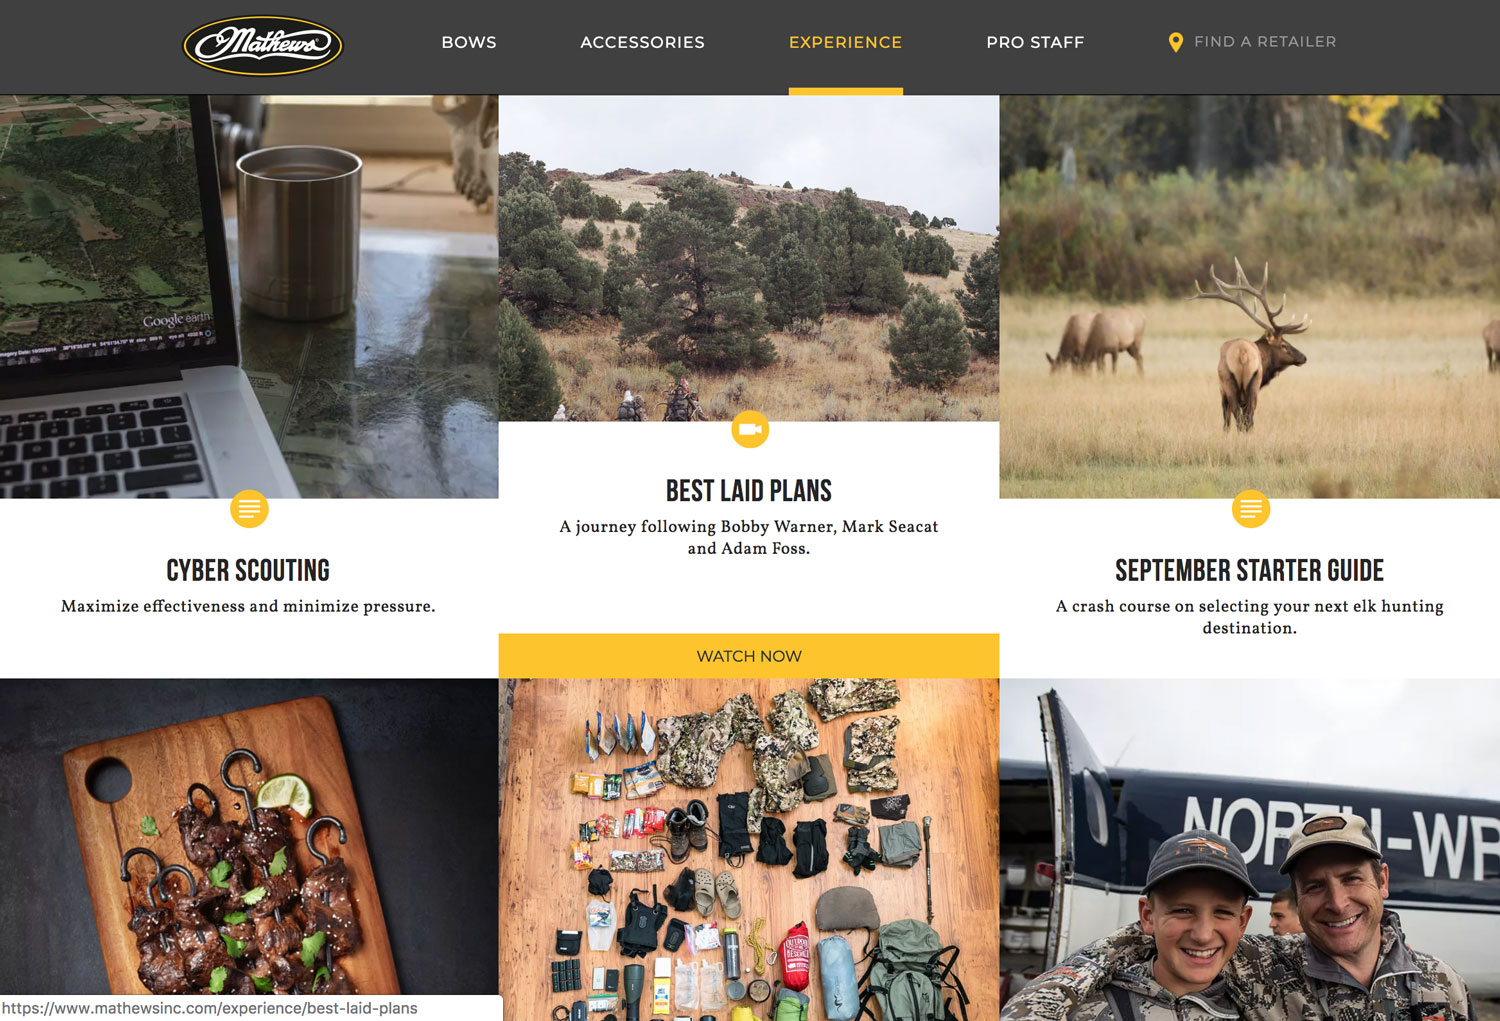 Mathews
BOWS
ACCESSORIES
EXPERIENCE
PRO STAFF
FIND A RETAILER
Google earth
BEST LAID PLANS
A journey following Bobby Warner, Mark Seacat
and Adam Foss.
CYBER SCOUTING
Maximize effectiveness and minimize pressure.
SEPTEMBER STARTER GUIDE
A crash course on selecting your next elk hunting
destination.
WATCH NOW
NORTH-WR
https://www.mathewsinc.com/experience/best-laid-plans